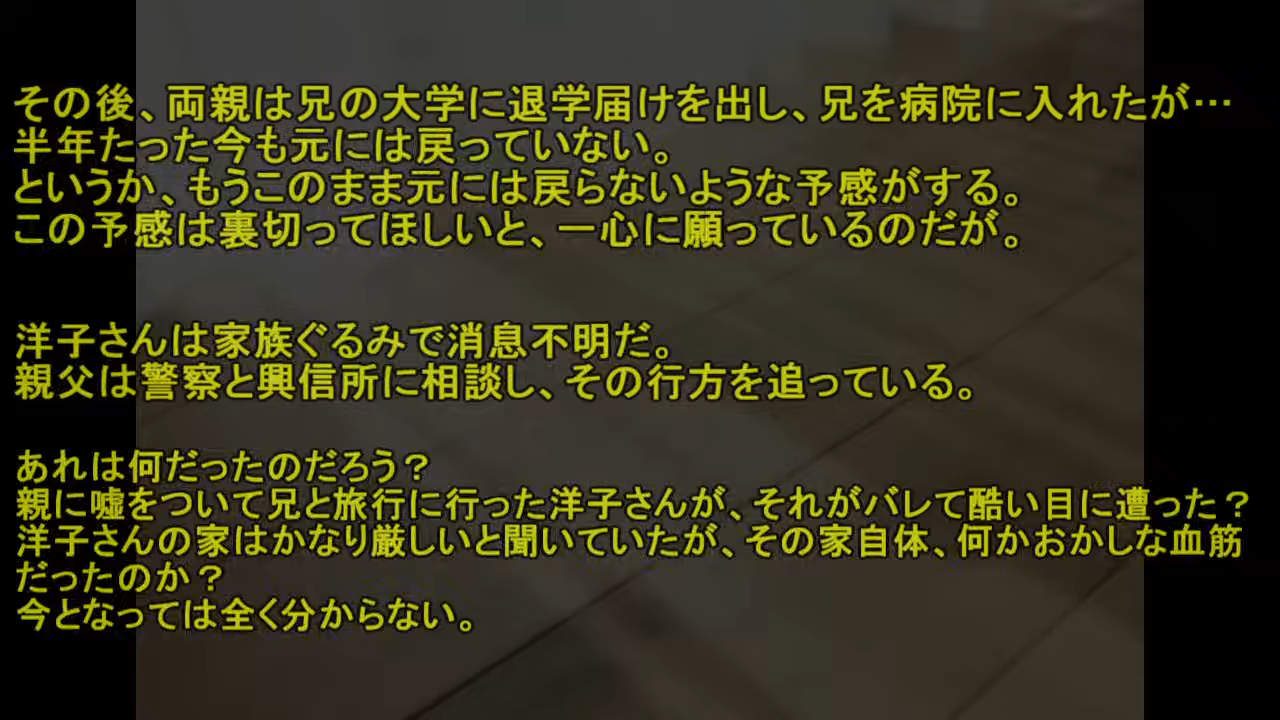 その後、両親は兄の大学に退学届けを出し、兄を病院に入れたが…
半年たった今も元には戻っていない。
というか、もうこのまま元には戻らないような予感がする。
この予感は裏切ってほしいと、一心に願っているのだが。
洋子さんは家族ぐるみで消息不明だ。
親父は警察と興信所に相談し、その行方を追っている。
あれは何だったのだろう？
親に嘘をついて兄と旅行に行った洋子さんが、それがバレて酷い目に遭った？
洋子さんの家はかなり厳しいと聞いていたが、その家自体、何かおかしな血筋
だったのか？
今となっては全く分からない。